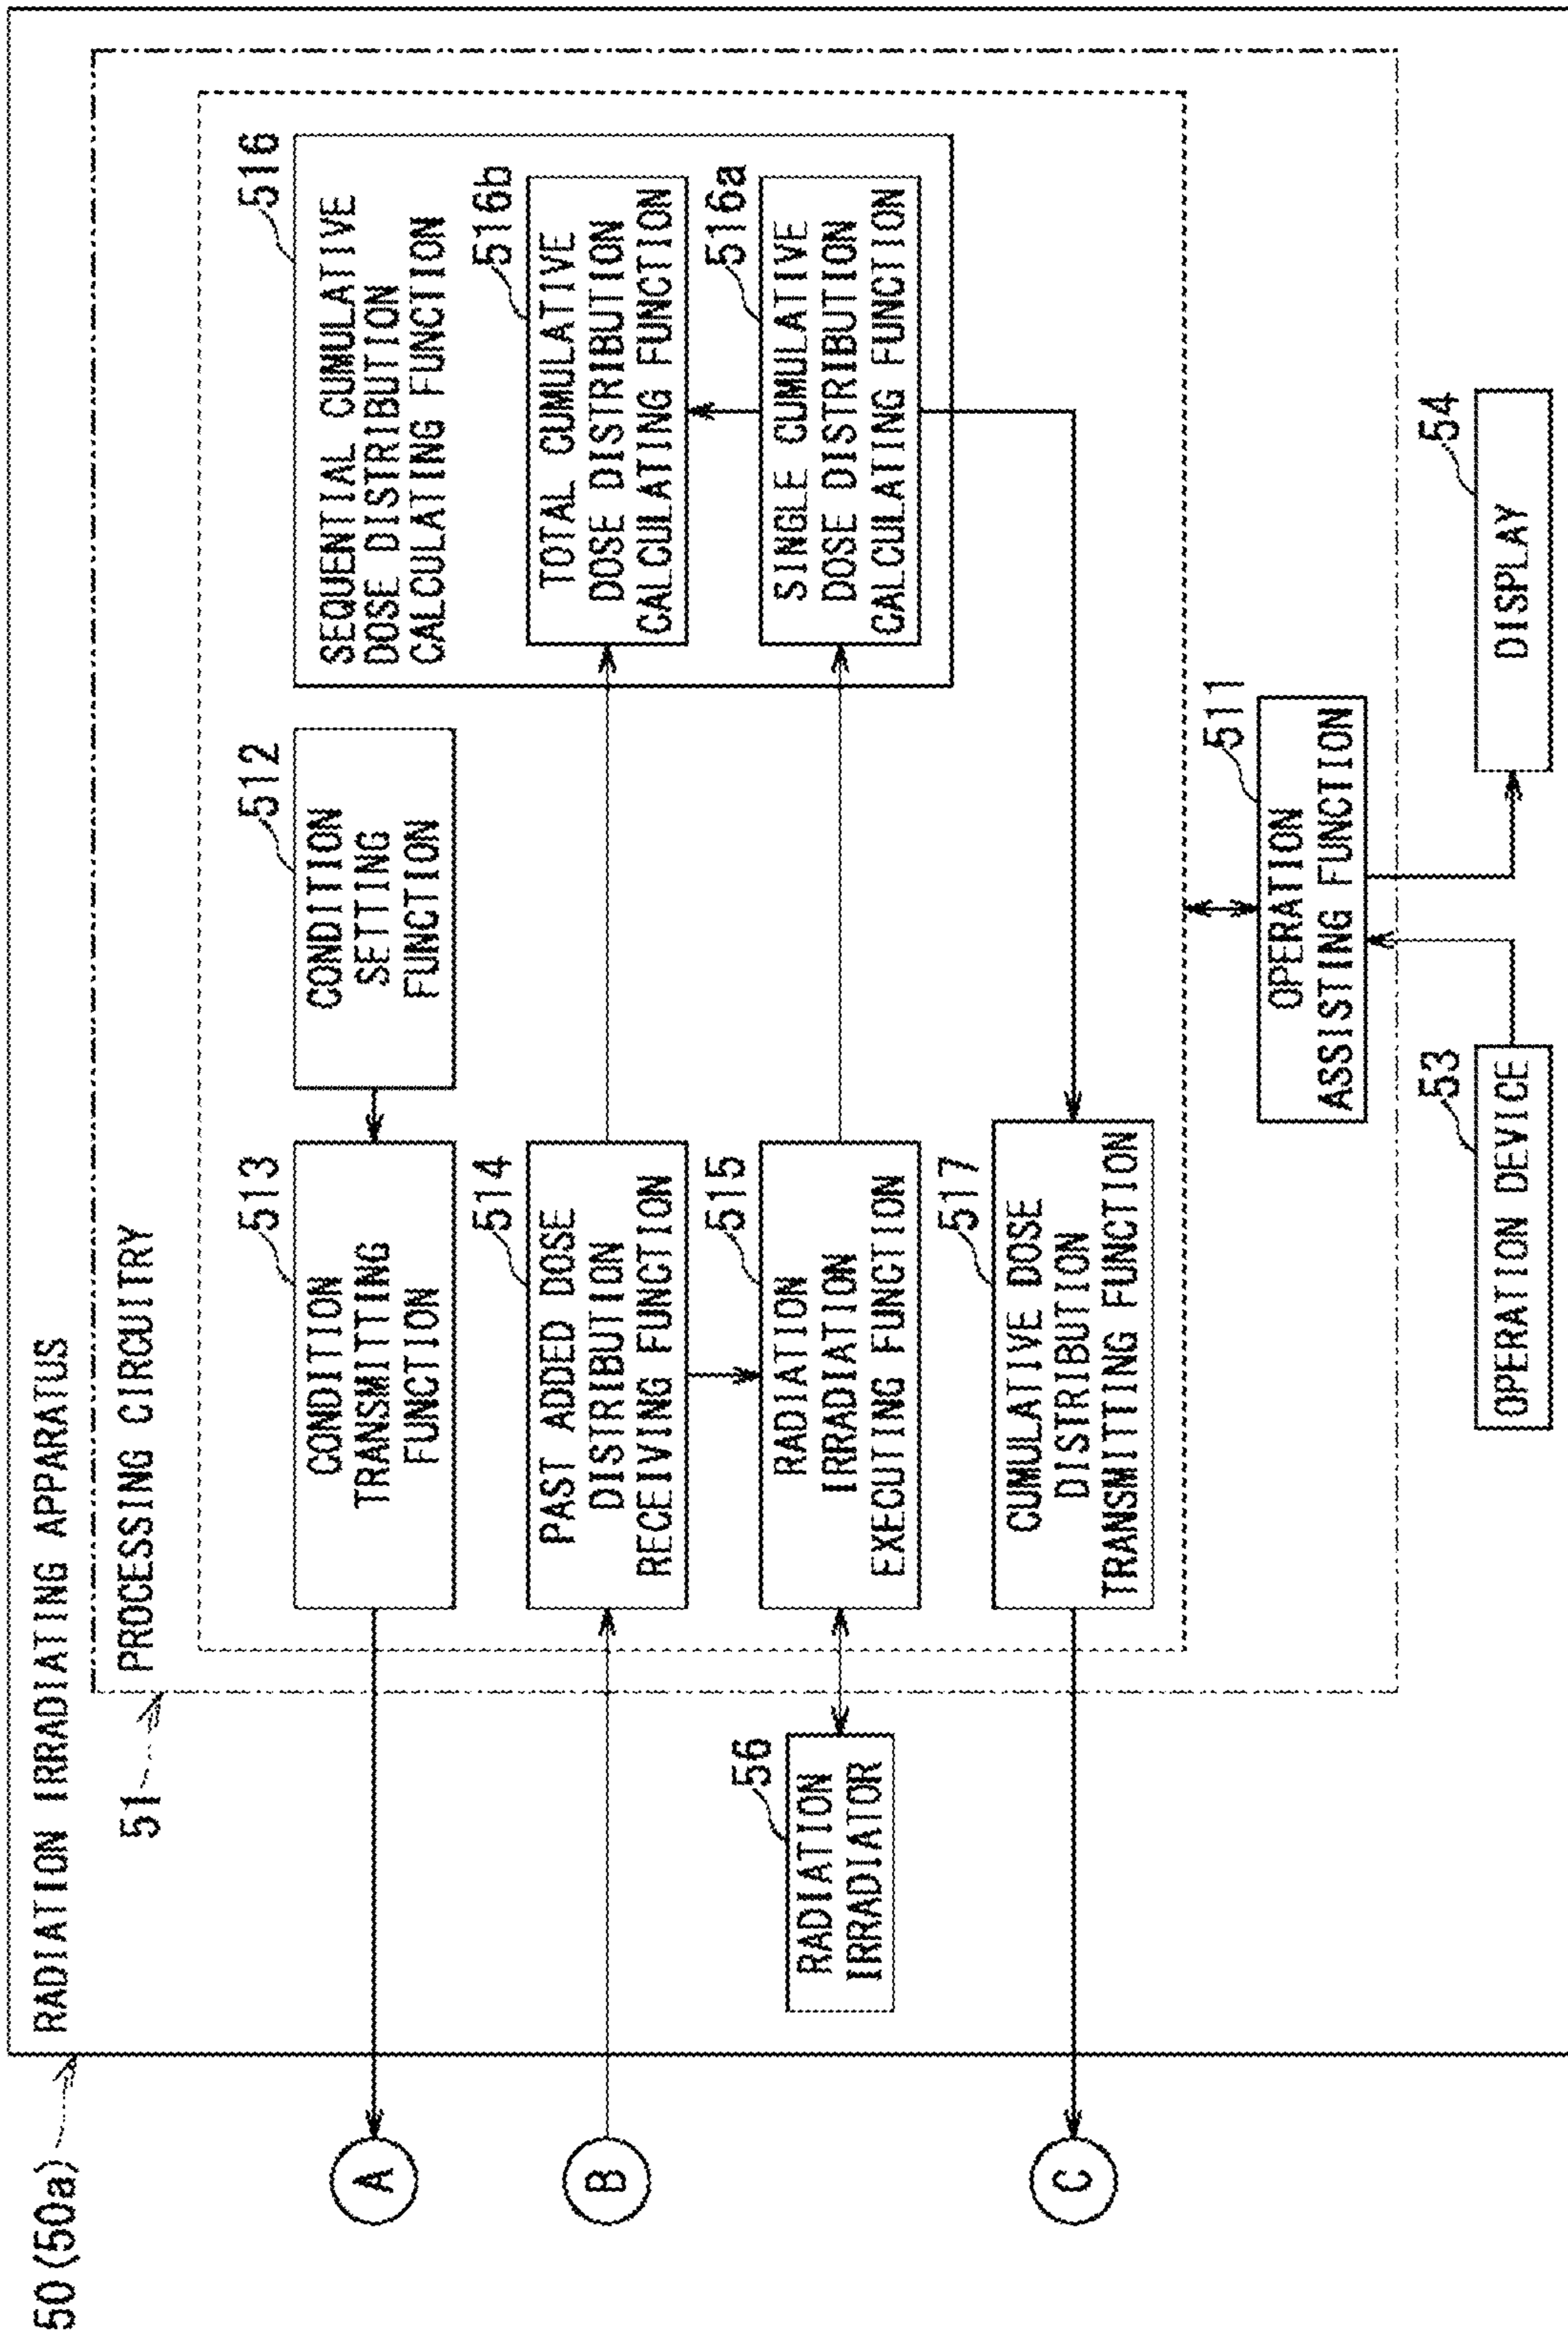 50(50a)
RADIATION IRRADIATING APPARATUS
51
PROCESSING CIRCUITRY
A
513
CONDITION
TRANSMITTING
FUNCTION
512
CONDITION
SETTING
FUNCTION
516
SEQUENTIAL CUMULATIVE
DOSE DISTRIBUTION
CALCULATING FUNCTION
B
514
PAST ADDED DOSE
DISTRIBUTION
RECEIVING FUNCTION
516b
TOTAL CUMULATIVE
DOSE DISTRIBUTION
CALCULATING FUNCTION
56
RADIATION
IRRADIATOR
515
RADIATION
IRRADIATION
EXECUTING FUNCTION
516a
SINGLE CUMULATIVE
DOSE DISTRIBUTION
CALCULATING FUNCTION
C
517
CUMULATIVE DOSE
DISTRIBUTION
TRANSMITTING FUNCTION
511
OPERATION
ASSISTING FUNCTION
53
OPERATION DEVICE
54
DISPLAY